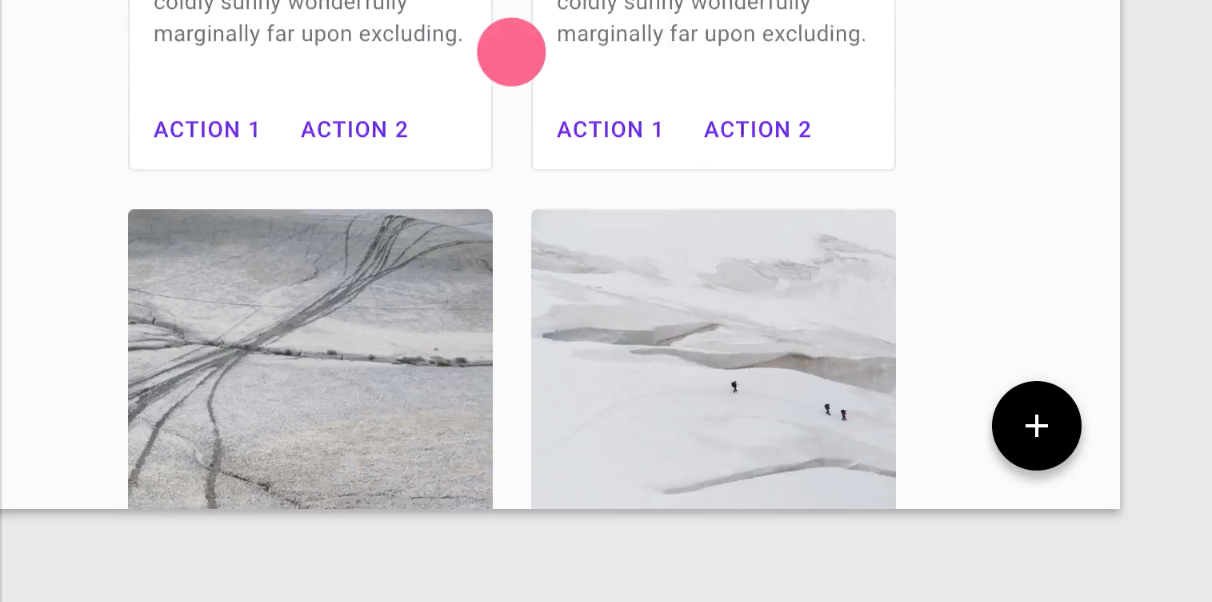 coldly sunny wonderfully
marginally far upon excluding.
ACTION 1 ACTION 2
coldly sunny wonderfully
marginally far upon excluding.
ACTION 1 ACTION 2
+